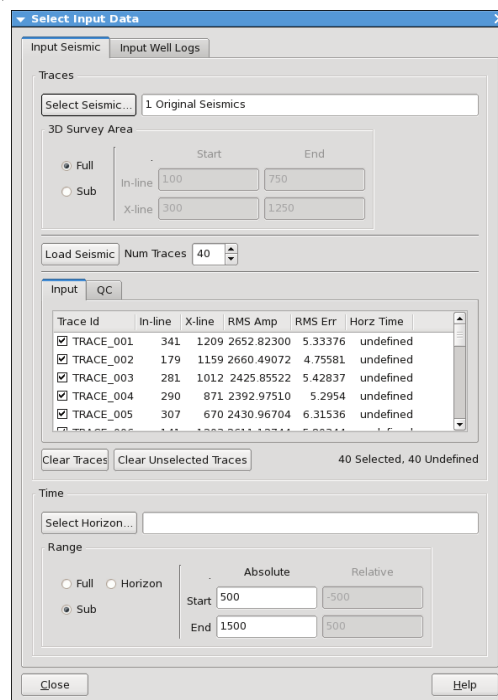 Select Input Data
Input Seismic Input Well Logs
Traces
Select Seismic... 1 Original Seismics
3D Survey Area
Start End
Full
In-line 100 750
Sub
X-line 300 1250
Load Seismic Num Traces 40
Input QC
Trace Id In-line X-line RMS Amp RMS Err Horz Time
TRACE_001 341 1209 2652.82300 5.33376 undefined
TRACE_002 179 1159 2660.49072 4.75581 undefined
TRACE_003 281 1012 2425.85522 5.42837 undefined
TRACE_004 290 871 2392.97510 5.2954 undefined
TRACE_005 307 670 2430.96704 6.31536 undefined
Clear Traces Clear Unselected Traces 40 Selected, 40 Undefined
Time
Select Horizon...
Range
Absolute Relative
Full Horizon
Start 500 -500
Sub
End 1500 500
Close Help